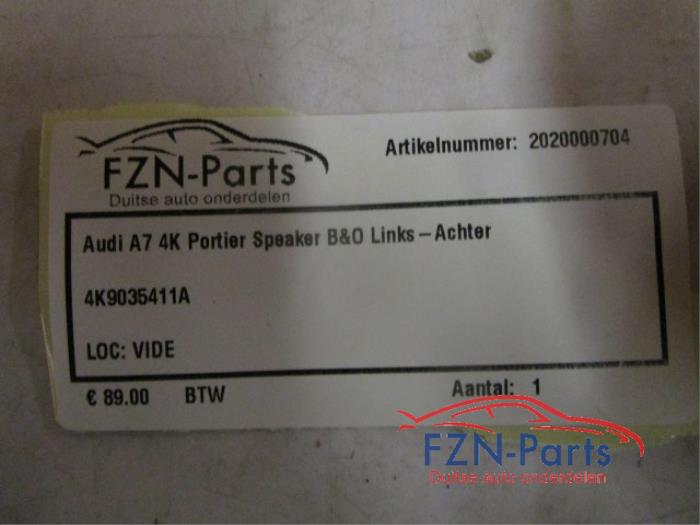 FZN-Parts
Duitse auto onderdelen
Artikelnummer: 2020000704
Audi A7 4K Portier Speaker B&O Links-Achter
4K9035411A
LOC: VIDE
€ 89.00 BTW
Aantal: 1
FZN-Parts
Duitse auto onderdelen